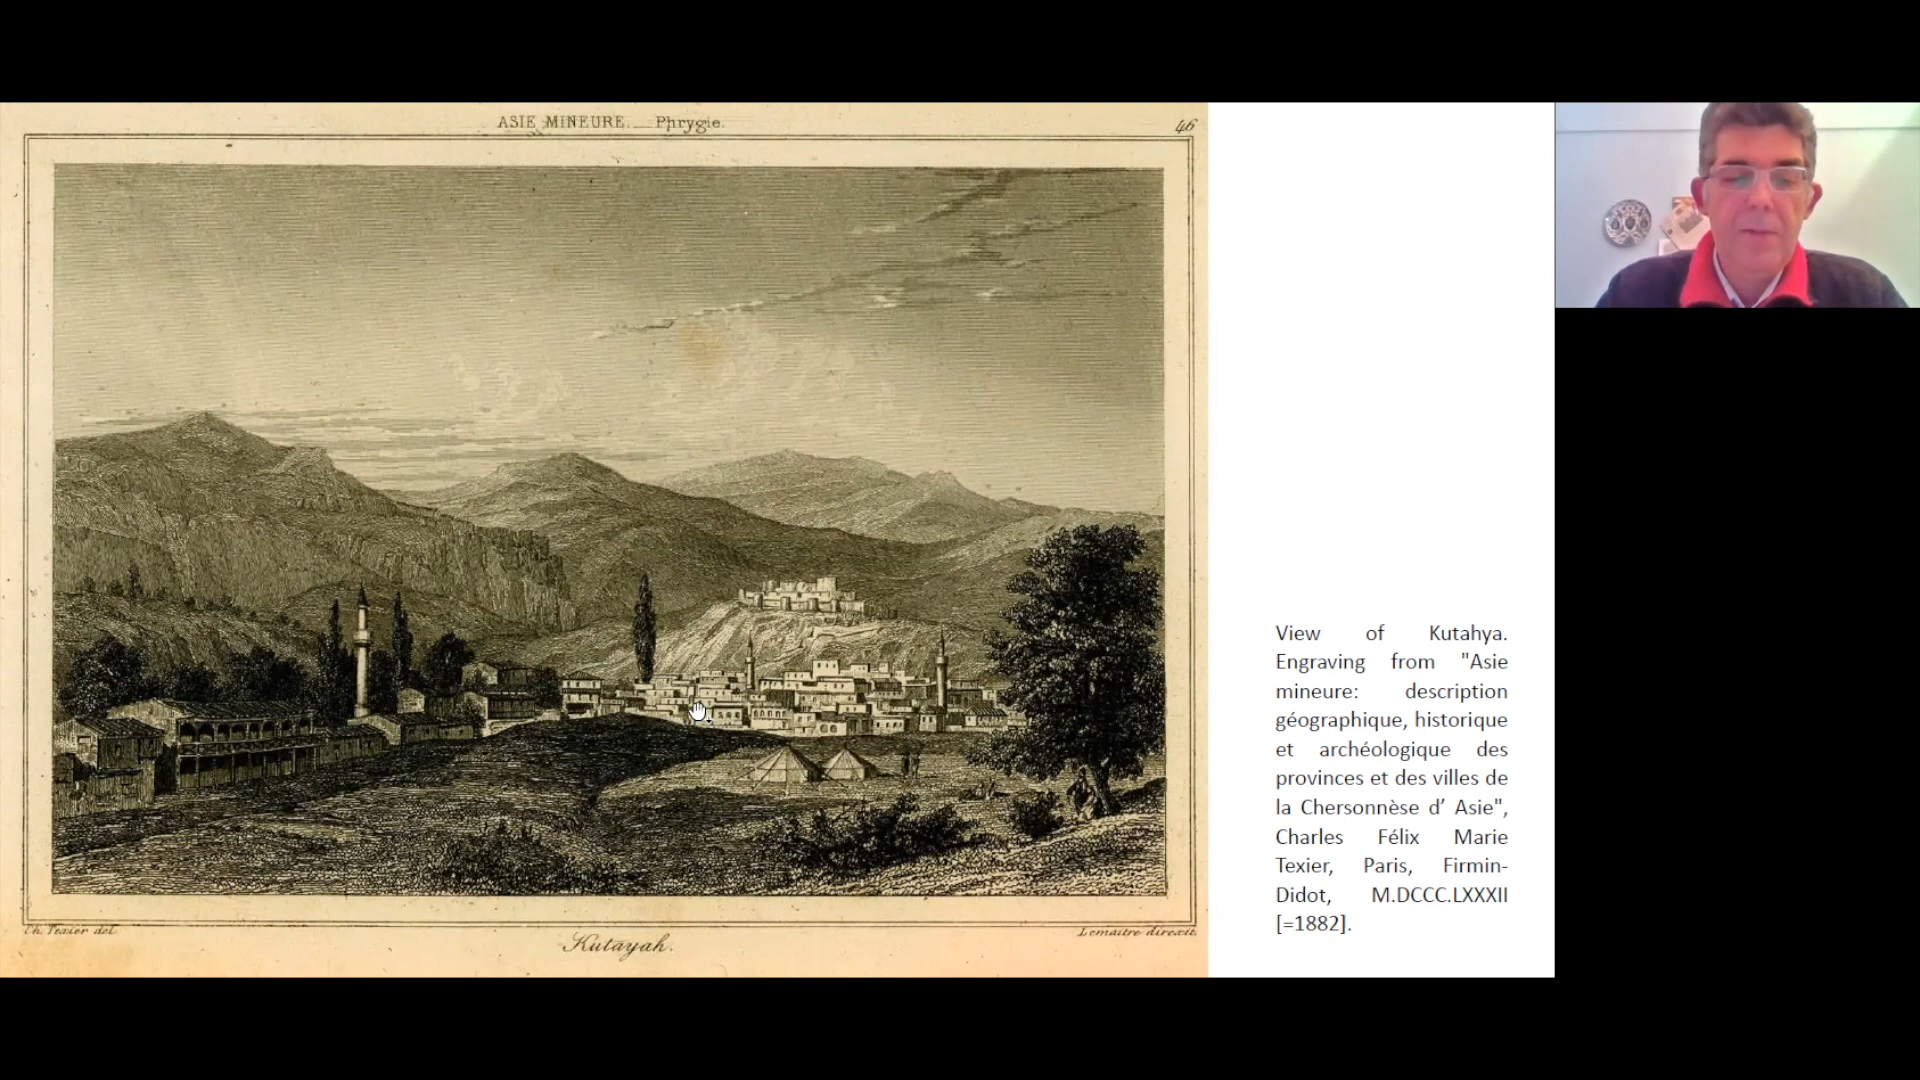 ASIE MINEURE. Phrygie.
46
Ch. Texier del.
Lemaitre direxit.
Kutayah.
View of Kutahya.
Engraving from "Asie
mineure: description
géographique, historique
et archéologique des
provinces et des villes de
la Chersonnèse d’ Asie",
Charles Félix Marie
Texier, Paris, Firmin-
Didot, M.DCCC.LXXXII
[=1882].